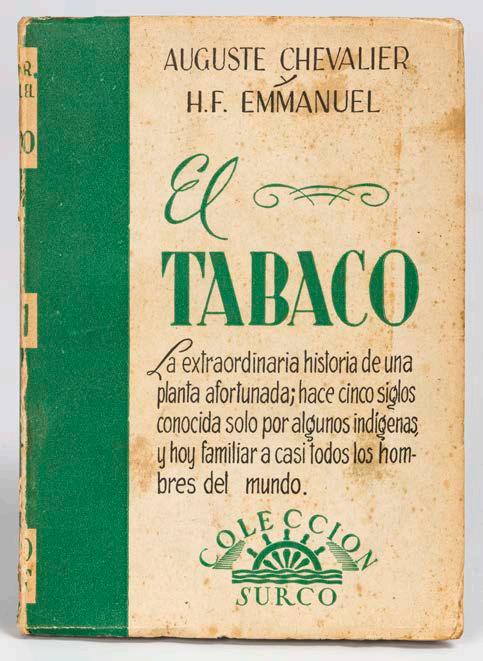 AUGUSTE CHEVALIER
Y
H.F. EMMANUEL
El
TABACO
La extraordinaria historia de una
planta afortunada; hace cinco siglos
conocida solo por algunos indígenas,
y hoy familiar a casi todos los hom-
bres del mundo.
COLECCION
SURCO